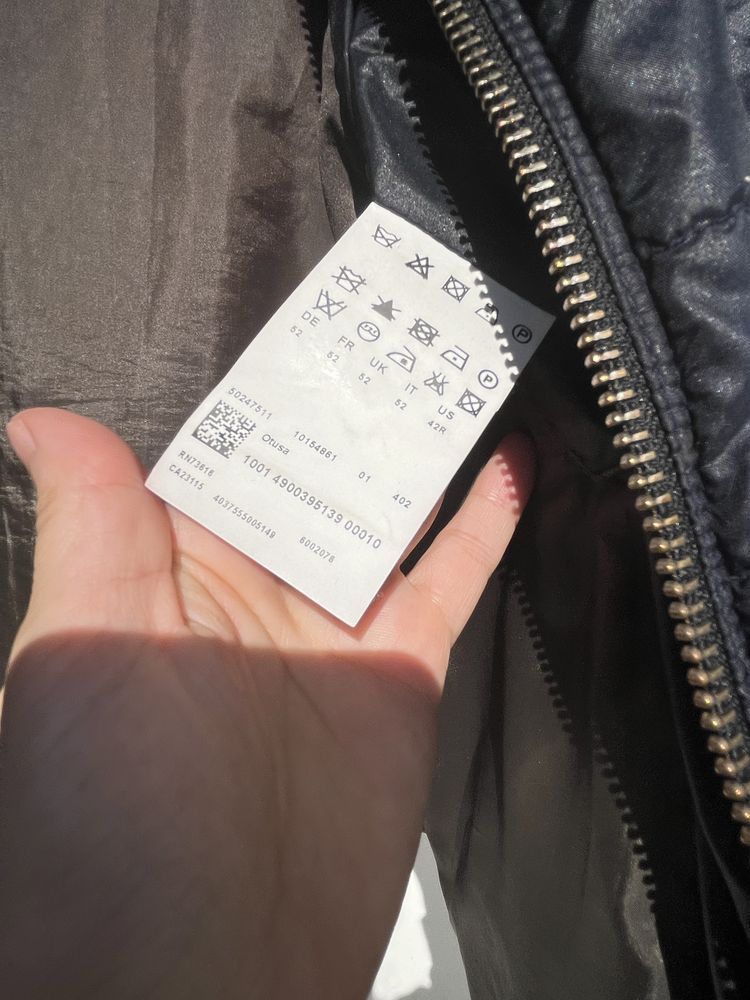 P
P
DE FR UK IT US
52 52 52 52 42R
50247511 10154861 01 402
Otusa
1001 4900395139 00010
RN73616
CA23115 4037555005149 6002076